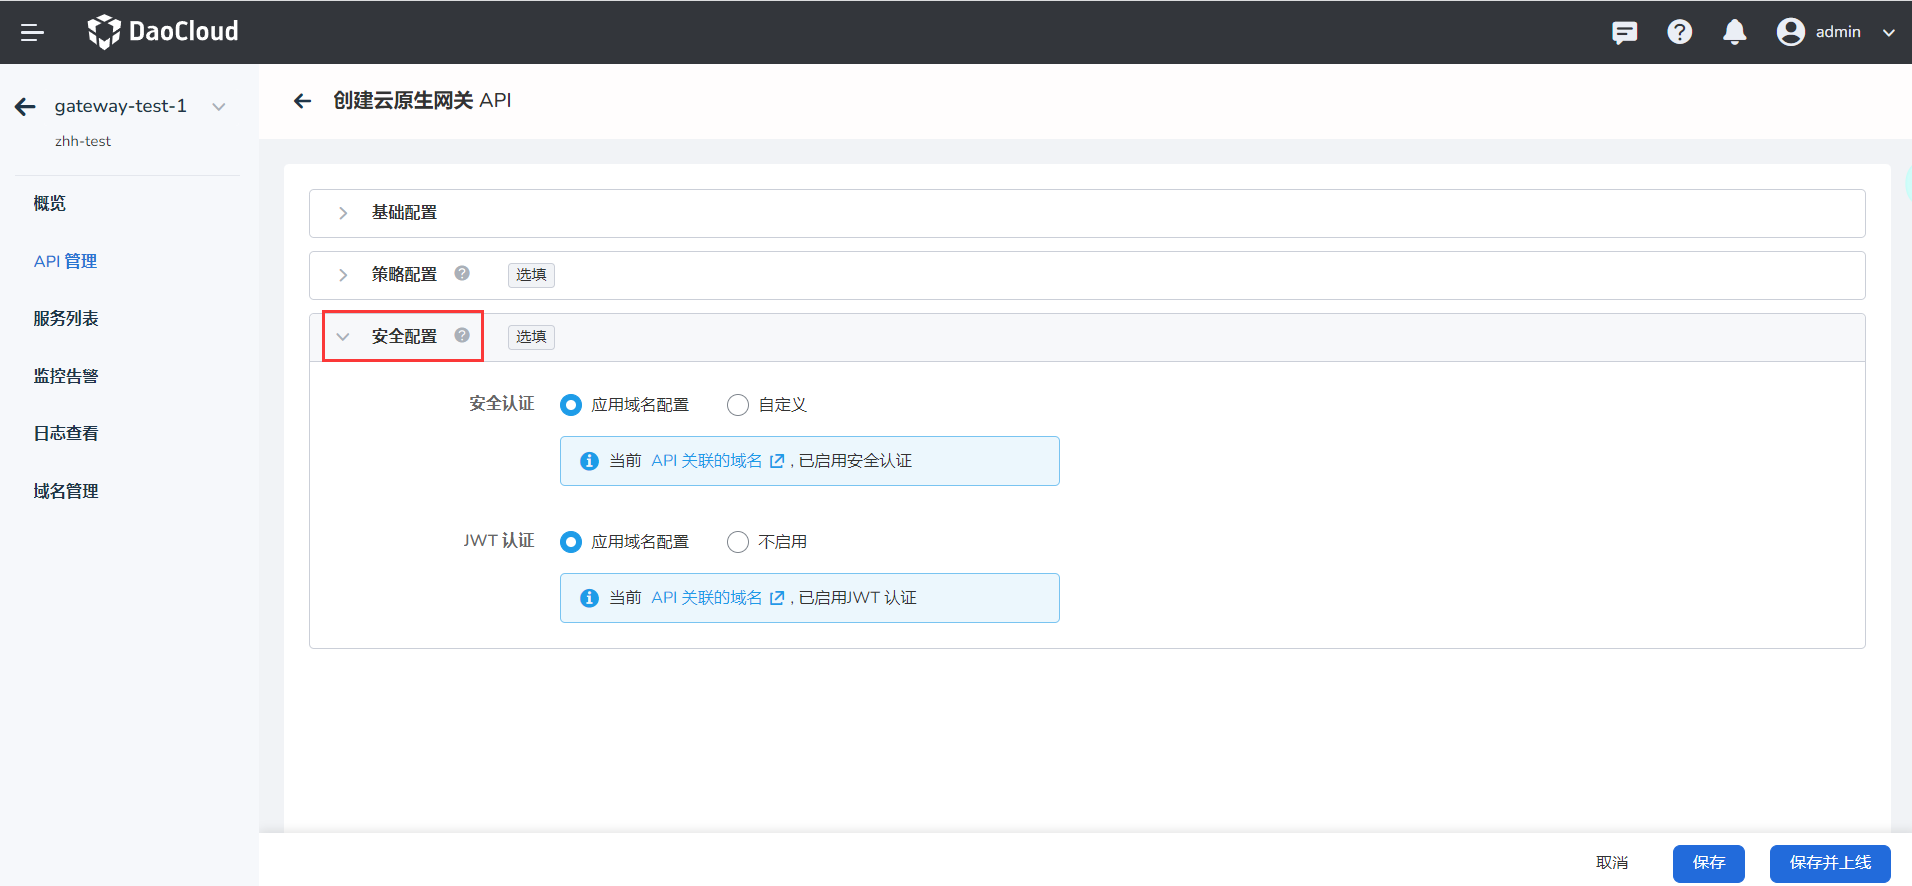 DaoCloud
admin
gateway-test-1
zhh-test
概览
API 管理
服务列表
监控告警
日志查看
域名管理
创建云原生网关 API
基础配置
策略配置 选填
安全配置 选填
安全认证 应用域名配置 自定义
当前 API 关联的域名 , 已启用安全认证
JWT 认证 应用域名配置 不启用
当前 API 关联的域名 , 已启用JWT 认证
取消 保存 保存并上线